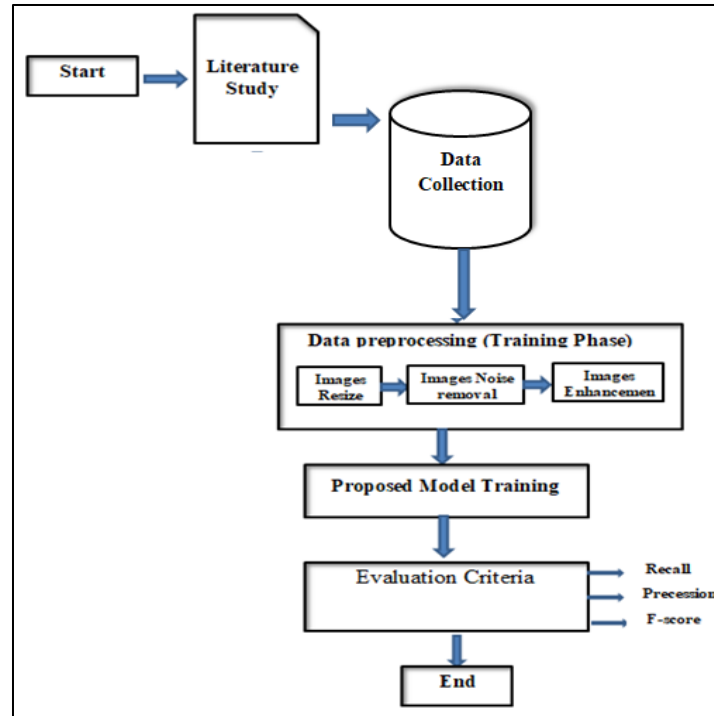 Start
Literature
Study
Data
Collection
Data preprocessing (Training Phase)
Images
Resize
Images Noise
removal
Images
Enhancemen
Proposed Model Training
Evaluation Criteria
Recall
Precession
F-score
End